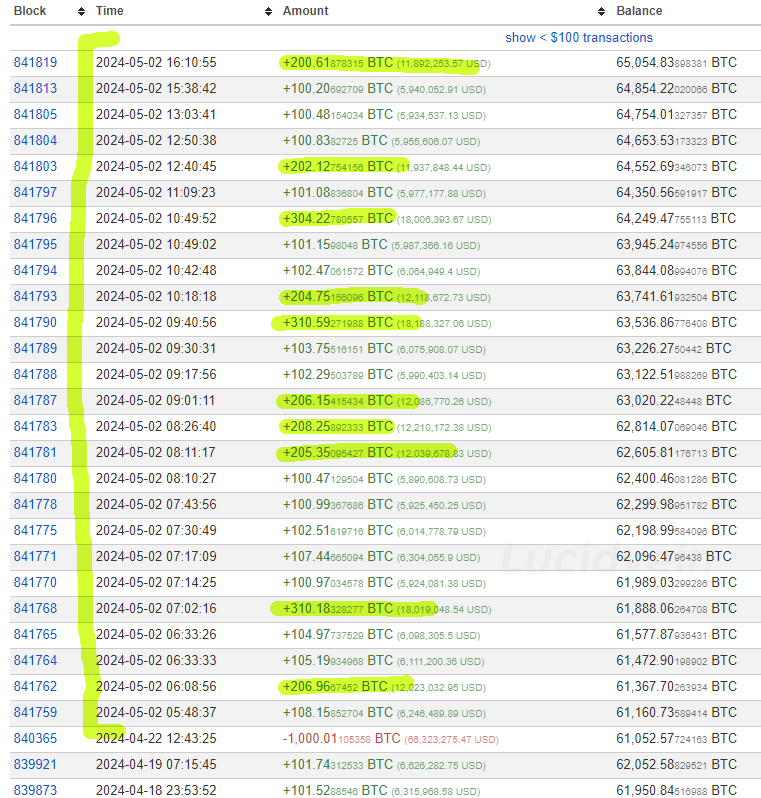 Block Time Amount Balance
show < $100 transactions
841819 2024-05-02 16:10:55 +200.61878315 BTC (11,892,253.57 USD) 65,054.83898381 BTC
841813 2024-05-02 15:38:42 +100.20692709 BTC (5,940,052.91 USD) 64,854.22020066 BTC
841805 2024-05-02 13:03:41 +100.48154034 BTC (5,934,537.13 USD) 64,754.01327357 BTC
841804 2024-05-02 12:50:38 +100.8382725 BTC (5,955,606.07 USD) 64,653.53173323 BTC
841803 2024-05-02 12:40:45 +202.12754156 BTC (11,937,848.44 USD) 64,552.69346073 BTC
841797 2024-05-02 11:09:23 +101.08836804 BTC (5,977,177.88 USD) 64,350.56591917 BTC
841796 2024-05-02 10:49:52 +304.22780557 BTC (18,006,393.67 USD) 64,249.47755113 BTC
841795 2024-05-02 10:49:02 +101.1598048 BTC (5,987,366.16 USD) 63,945.24974556 BTC
841794 2024-05-02 10:42:48 +102.47061572 BTC (6,064,949.4 USD) 63,844.08994076 BTC
841793 2024-05-02 10:18:18 +204.75156096 BTC (12,118,672.73 USD) 63,741.61932504 BTC
841790 2024-05-02 09:40:56 +310.59271988 BTC (18,188,327.06 USD) 63,536.86776408 BTC
841789 2024-05-02 09:30:31 +103.75516151 BTC (6,075,908.07 USD) 63,226.2750442 BTC
841788 2024-05-02 09:17:56 +102.29503789 BTC (5,990,403.14 USD) 63,122.51988269 BTC
841787 2024-05-02 09:01:11 +206.15415434 BTC (12,086,770.26 USD) 63,020.2248448 BTC
841783 2024-05-02 08:26:40 +208.25892333 BTC (12,210,172.38 USD) 62,814.07069046 BTC
841781 2024-05-02 08:11:17 +205.35095427 BTC (12,039,678.83 USD) 62,605.81176713 BTC
841780 2024-05-02 08:10:27 +100.47129504 BTC (5,890,608.73 USD) 62,400.46081286 BTC
841778 2024-05-02 07:43:56 +100.99367686 BTC (5,925,450.25 USD) 62,299.98951782 BTC
841775 2024-05-02 07:30:49 +102.51619716 BTC (6,014,778.79 USD) 62,198.99584096 BTC
841771 2024-05-02 07:17:09 +107.44665094 BTC (6,304,055.9 USD) 62,096.4796438 BTC
841770 2024-05-02 07:14:25 +100.97034578 BTC (5,924,081.38 USD) 61,989.03299286 BTC
841768 2024-05-02 07:02:16 +310.18328277 BTC (18,019,048.54 USD) 61,888.06264708 BTC
841765 2024-05-02 06:33:26 +104.97737529 BTC (6,098,305.5 USD) 61,577.87936431 BTC
841764 2024-05-02 06:33:33 +105.19934968 BTC (6,111,200.36 USD) 61,472.90198902 BTC
841762 2024-05-02 06:08:56 +206.9667452 BTC (12,023,032.95 USD) 61,367.70263934 BTC
841759 2024-05-02 05:48:37 +108.15852704 BTC (6,246,489.89 USD) 61,160.73589414 BTC
840365 2024-04-22 12:43:25 -1,000.01105358 BTC (66,323,275.47 USD) 61,052.57724163 BTC
839921 2024-04-19 07:15:45 +101.74312533 BTC (6,626,282.75 USD) 62,052.58829521 BTC
839873 2024-04-18 23:53:52 +101.5288546 BTC (6,315,968.58 USD) 61,950.84516988 BTC